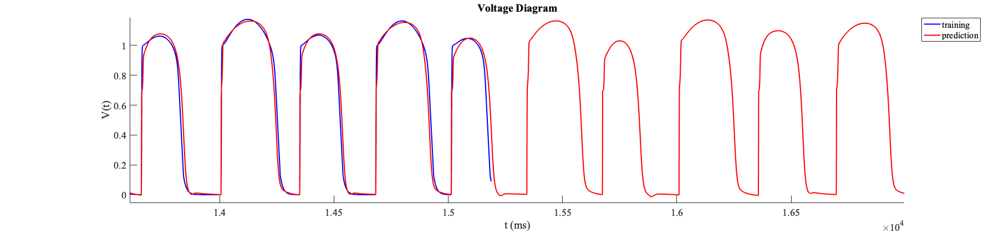 Voltage Diagram
training
prediction
V(t)
1
0.8
0.6
0.4
0.2
0
1.4
1.45
1.5
1.55
1.6
1.65
t (ms)
×10⁴